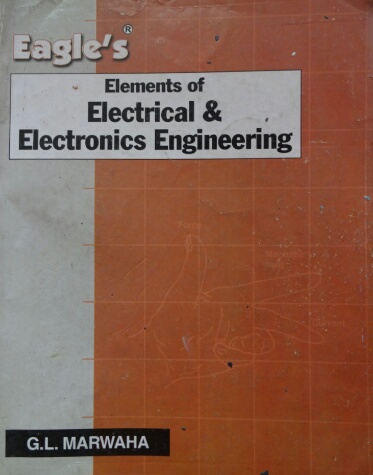 Eagle's®
Elements of
Electrical &
Electronics Engineering
G.L. MARWAHA